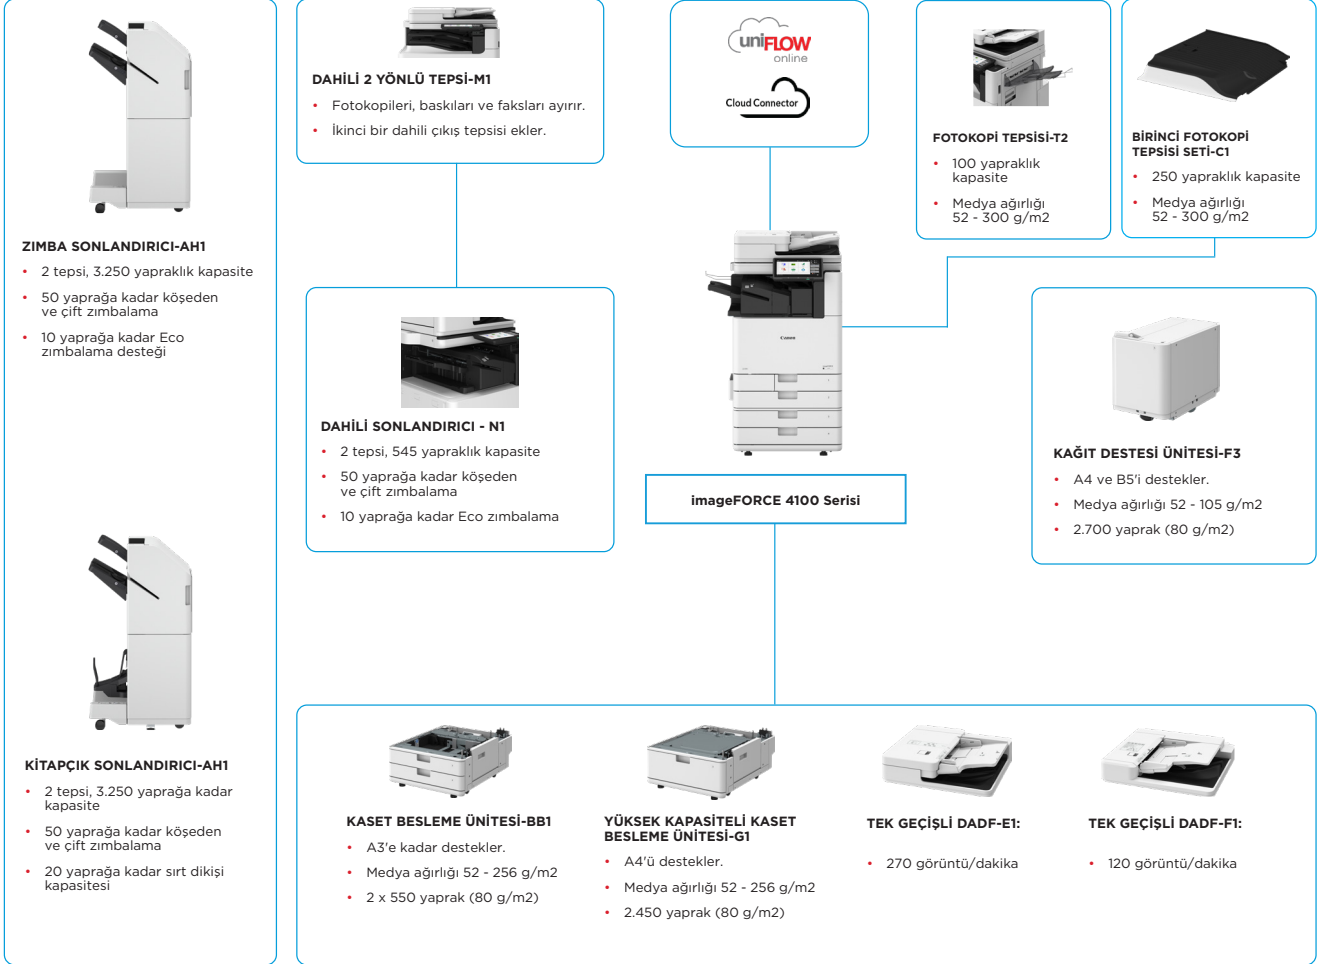 ZIMBA SONLANDIRICI-AH1
• 2 tepsi, 3.250 yapraklık kapasite
• 50 yaprağa kadar köşeden
ve çift zımbalama
• 10 yaprağa kadar Eco
zımbalama desteği
KİTAPÇIK SONLANDIRICI-AH1
• 2 tepsi, 3.250 yaprağa kadar
kapasite
• 50 yaprağa kadar köşeden
ve çift zımbalama
• 20 yaprağa kadar sırt dikişi
kapasitesi
DAHİLİ 2 YÖNLÜ TEPSİ-M1
• Fotokopileri, baskıları ve faksları ayırır.
• İkinci bir dahili çıkış tepsisi ekler.
DAHİLİ SONLANDIRICI - N1
• 2 tepsi, 545 yapraklık kapasite
• 50 yaprağa kadar köşeden
ve çift zımbalama
• 10 yaprağa kadar Eco zımbalama
uniFLOW
online
Cloud Connector
Canon
imageFORCE 4100 Serisi
FOTOKOPİ TEPSİSİ-T2
• 100 yapraklık
kapasite
• Medya ağırlığı
52 - 300 g/m2
BİRİNCİ FOTOKOPİ
TEPSİSİ SETİ-C1
• 250 yapraklık kapasite
• Medya ağırlığı
52 - 300 g/m2
KAĞIT DESTESİ ÜNİTESİ-F3
• A4 ve B5'i destekler.
• Medya ağırlığı 52 - 105 g/m2
• 2.700 yaprak (80 g/m2)
KASET BESLEME ÜNİTESİ-BB1
• A3'e kadar destekler.
• Medya ağırlığı 52 - 256 g/m2
• 2 x 550 yaprak (80 g/m2)
YÜKSEK KAPASİTELİ KASET
BESLEME ÜNİTESİ-G1
• A4'ü destekler.
• Medya ağırlığı 52 - 256 g/m2
• 2.450 yaprak (80 g/m2)
TEK GEÇİŞLİ DADF-E1:
• 270 görüntü/dakika
TEK GEÇİŞLİ DADF-F1:
• 120 görüntü/dakika